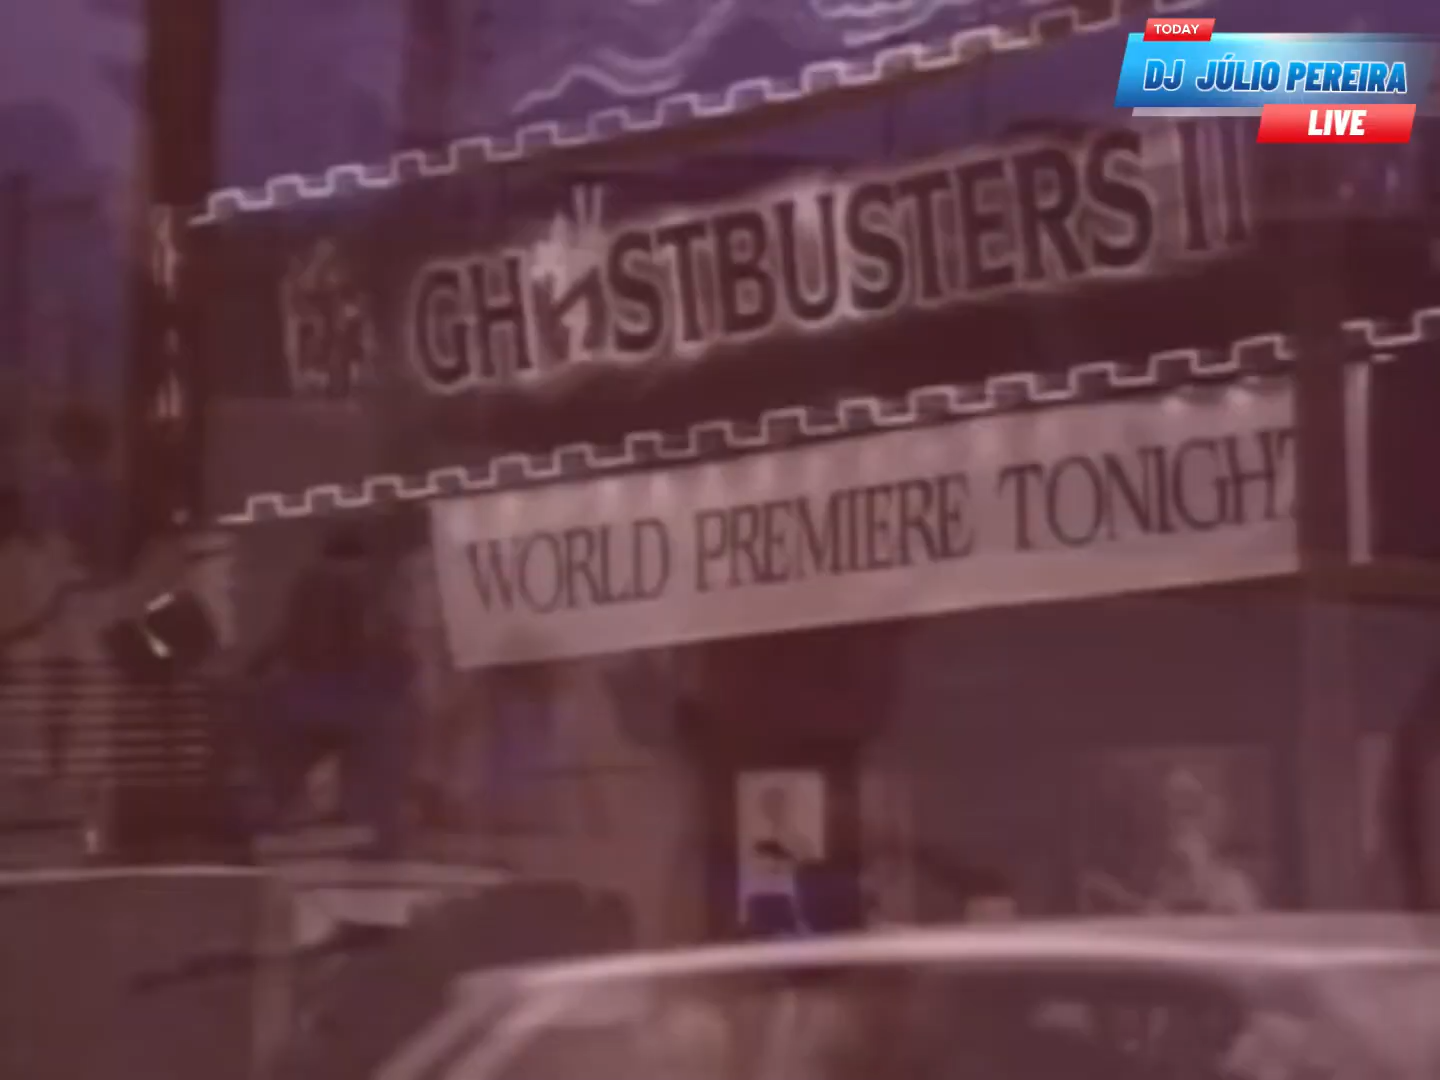 TODAY
DJ JÚLIO PEREIRA
LIVE
GHOSTBUSTERS II
WORLD PREMIERE TONIGHT